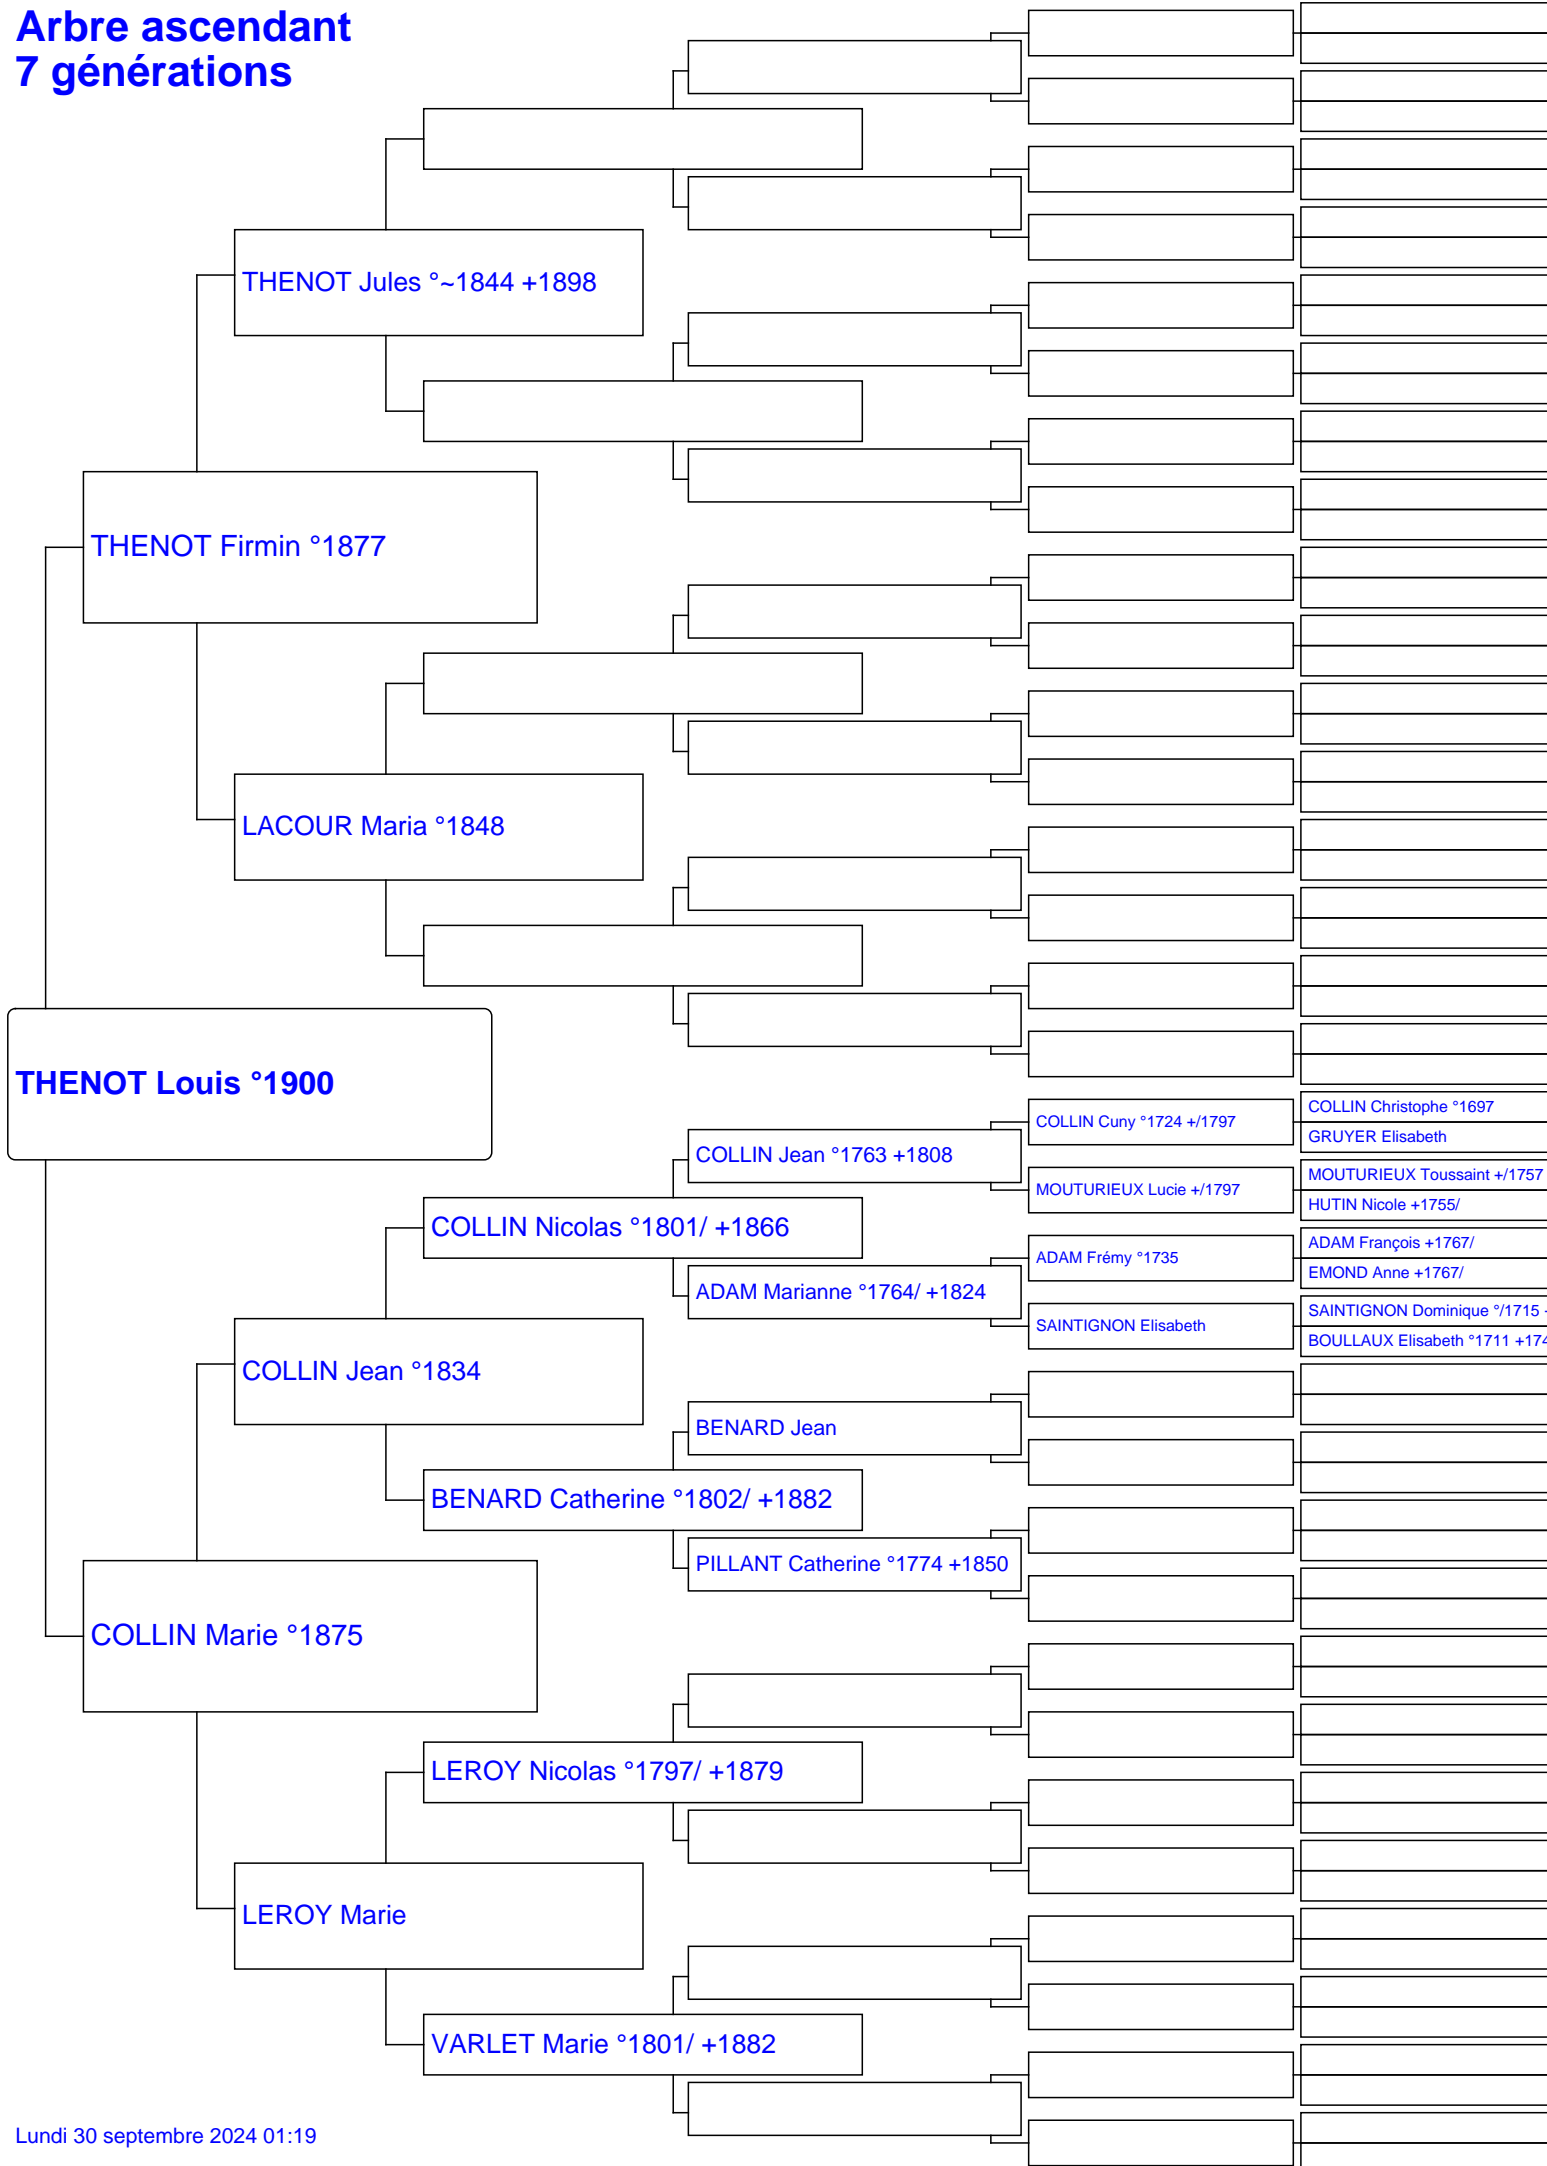 Arbre ascendant
7 générations
THENOT Jules °~1844 +1898
THENOT Firmin °1877
LACOUR Maria °1848
THENOT Louis °1900
COLLIN Christophe °1697
COLLIN Cuny °1724 +/1797
GRUYER Elisabeth
COLLIN Jean °1763 +1808
MOUTURIEUX Toussaint +/1757
MOUTURIEUX Lucie +/1797
HUTIN Nicole +1755/
COLLIN Nicolas °1801/ +1866
ADAM François +1767/
ADAM Frémy °1735
EMOND Anne +1767/
ADAM Marianne °1764/ +1824
SAINTIGNON Dominique °/1715
SAINTIGNON Elisabeth
BOULLAUX Elisabeth °1711 +174
COLLIN Jean °1834
BENARD Jean
BENARD Catherine °1802/ +1882
PILLANT Catherine °1774 +1850
COLLIN Marie °1875
LEROY Nicolas °1797/ +1879
LEROY Marie
VARLET Marie °1801/ +1882
Lundi 30 septembre 2024 01:19